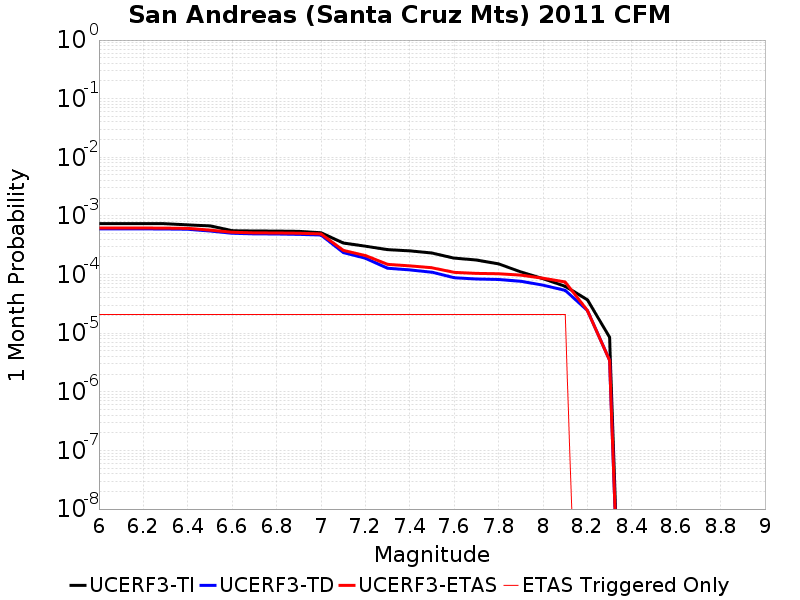 San Andreas (Santa Cruz Mts) 2011 CFM
10^0
10^-1
10^-2
10^-3
10^-4
10^-5
10^-6
10^-7
10^-8
1 Month Probability
6 6.2 6.4 6.6 6.8 7 7.2 7.4 7.6 7.8 8 8.2 8.4 8.6 8.8 9
Magnitude
UCERF3-TI UCERF3-TD UCERF3-ETAS ETAS Triggered Only